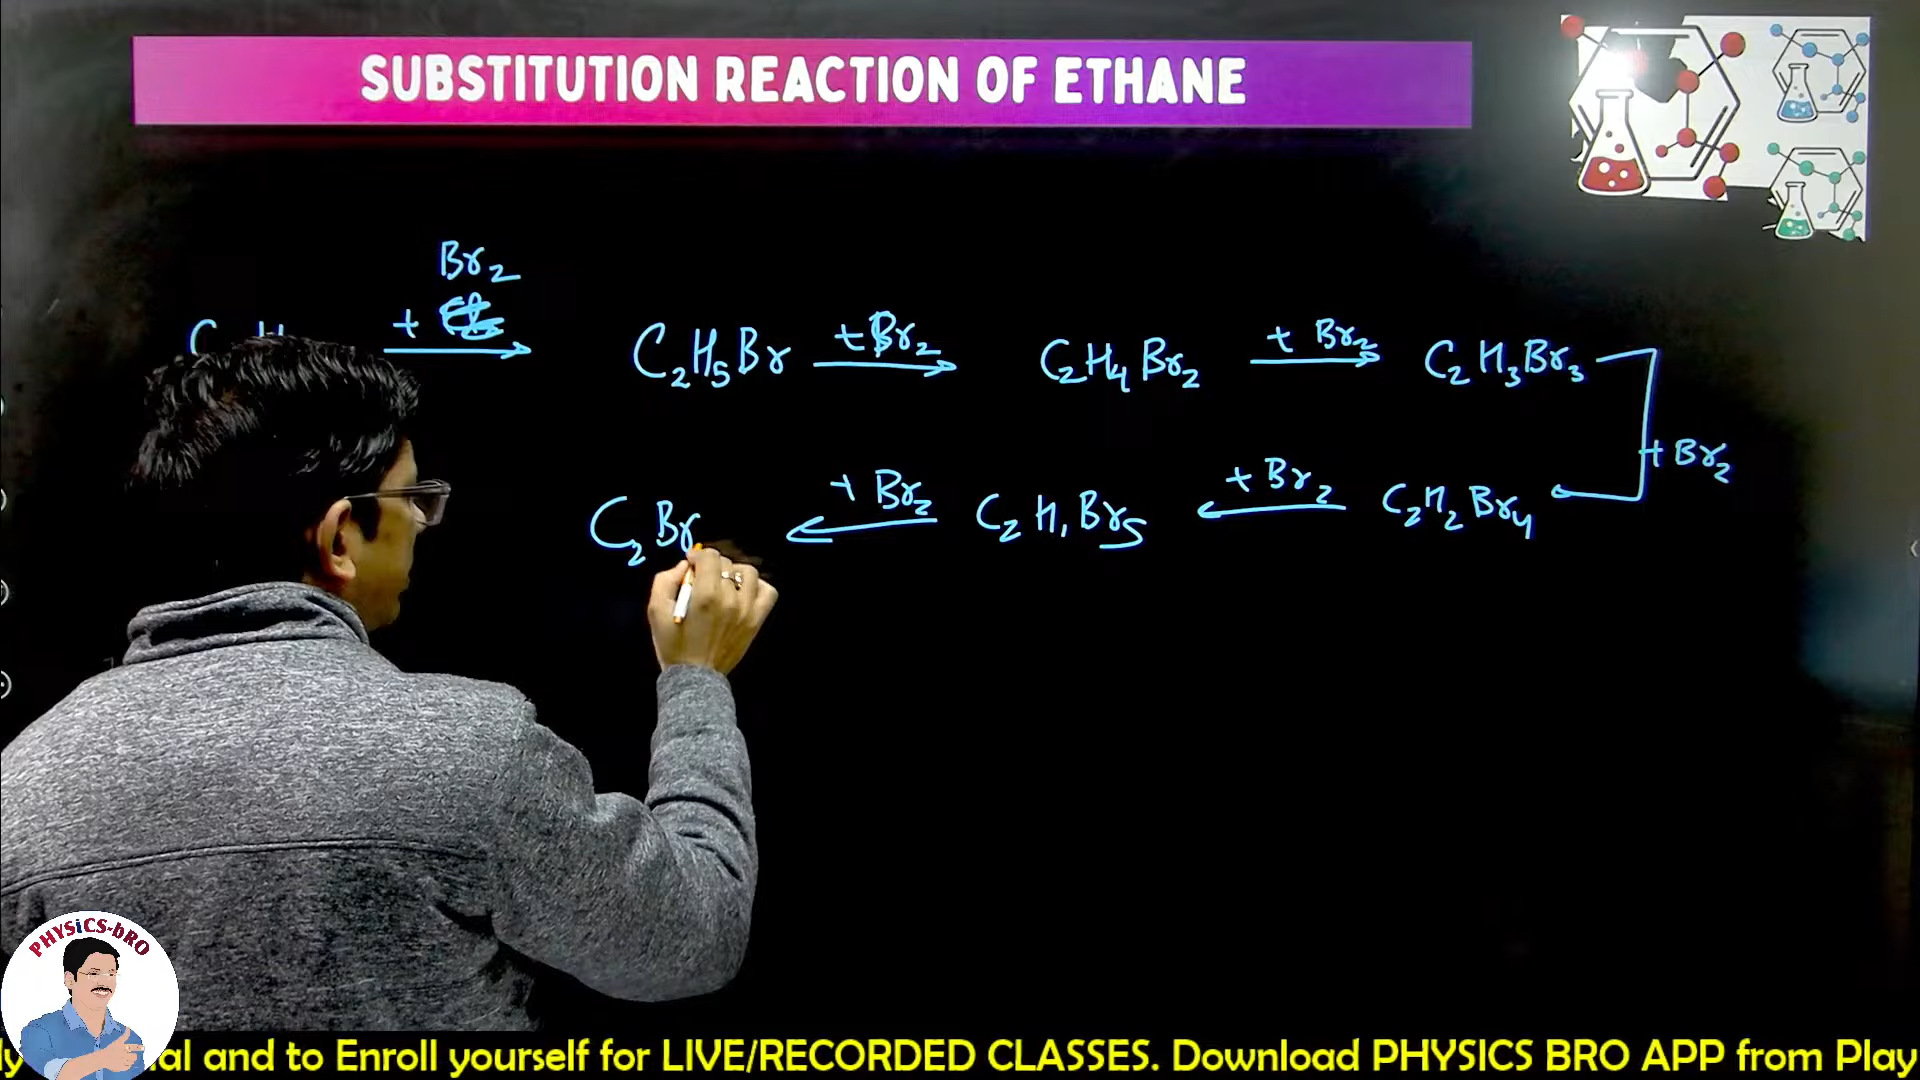 SUBSTITUTION REACTION OF ETHANE
Br₂
+
C₂H₅Br +Br₂ C₂H₄Br₂ + Br₂ C₂H₃Br₃
+ Br₂
C₂Br + Br₂ C₂H₁Br₅ + Br₂ C₂H₂Br₄
PHYSiCS-bRO
al and to Enroll yourself for LIVE/RECORDED CLASSES. Download PHYSICS BRO APP from Play